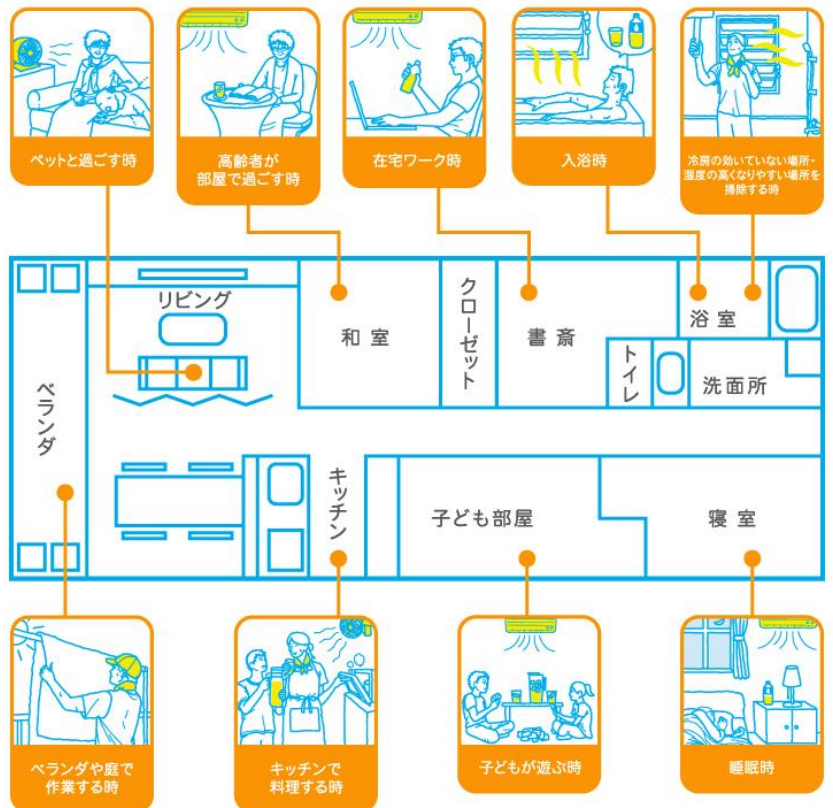 ペットと過ごす時
高齢者が
部屋で過ごす時
在宅ワーク時
入浴時
冷房の効いていない場所・
湿度の高くなりやすい場所を
掃除する時
リビング
和室
クローゼット
書斎
浴室
トイレ
洗面所
ベランダ
キッチン
子ども部屋
寝室
ベランダや庭で
作業する時
キッチンで
料理する時
子どもが遊ぶ時
睡眠時